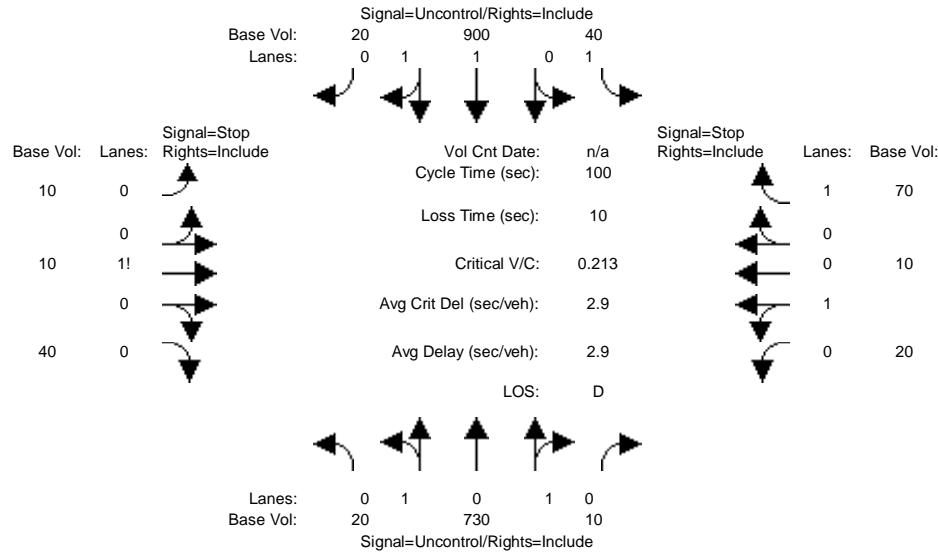 Signal=Uncontrol/Rights=Include
Base Vol: 20 900 40
Lanes: 0 1 1 0 1
Signal=Stop Signal=Stop
Base Vol: Lanes: Rights=Include Vol Cnt Date: n/a Rights=Include Lanes: Base Vol:
Cycle Time (sec): 100
10 0 1 70
Loss Time (sec): 10
0 0
10 1! Critical V/C: 0.213 0 10
0 Avg Crit Del (sec/veh): 2.9 1
40 0 Avg Delay (sec/veh): 2.9 0 20
LOS: D
Lanes: 0 1 0 1 0
Base Vol: 20 730 10
Signal=Uncontrol/Rights=Include